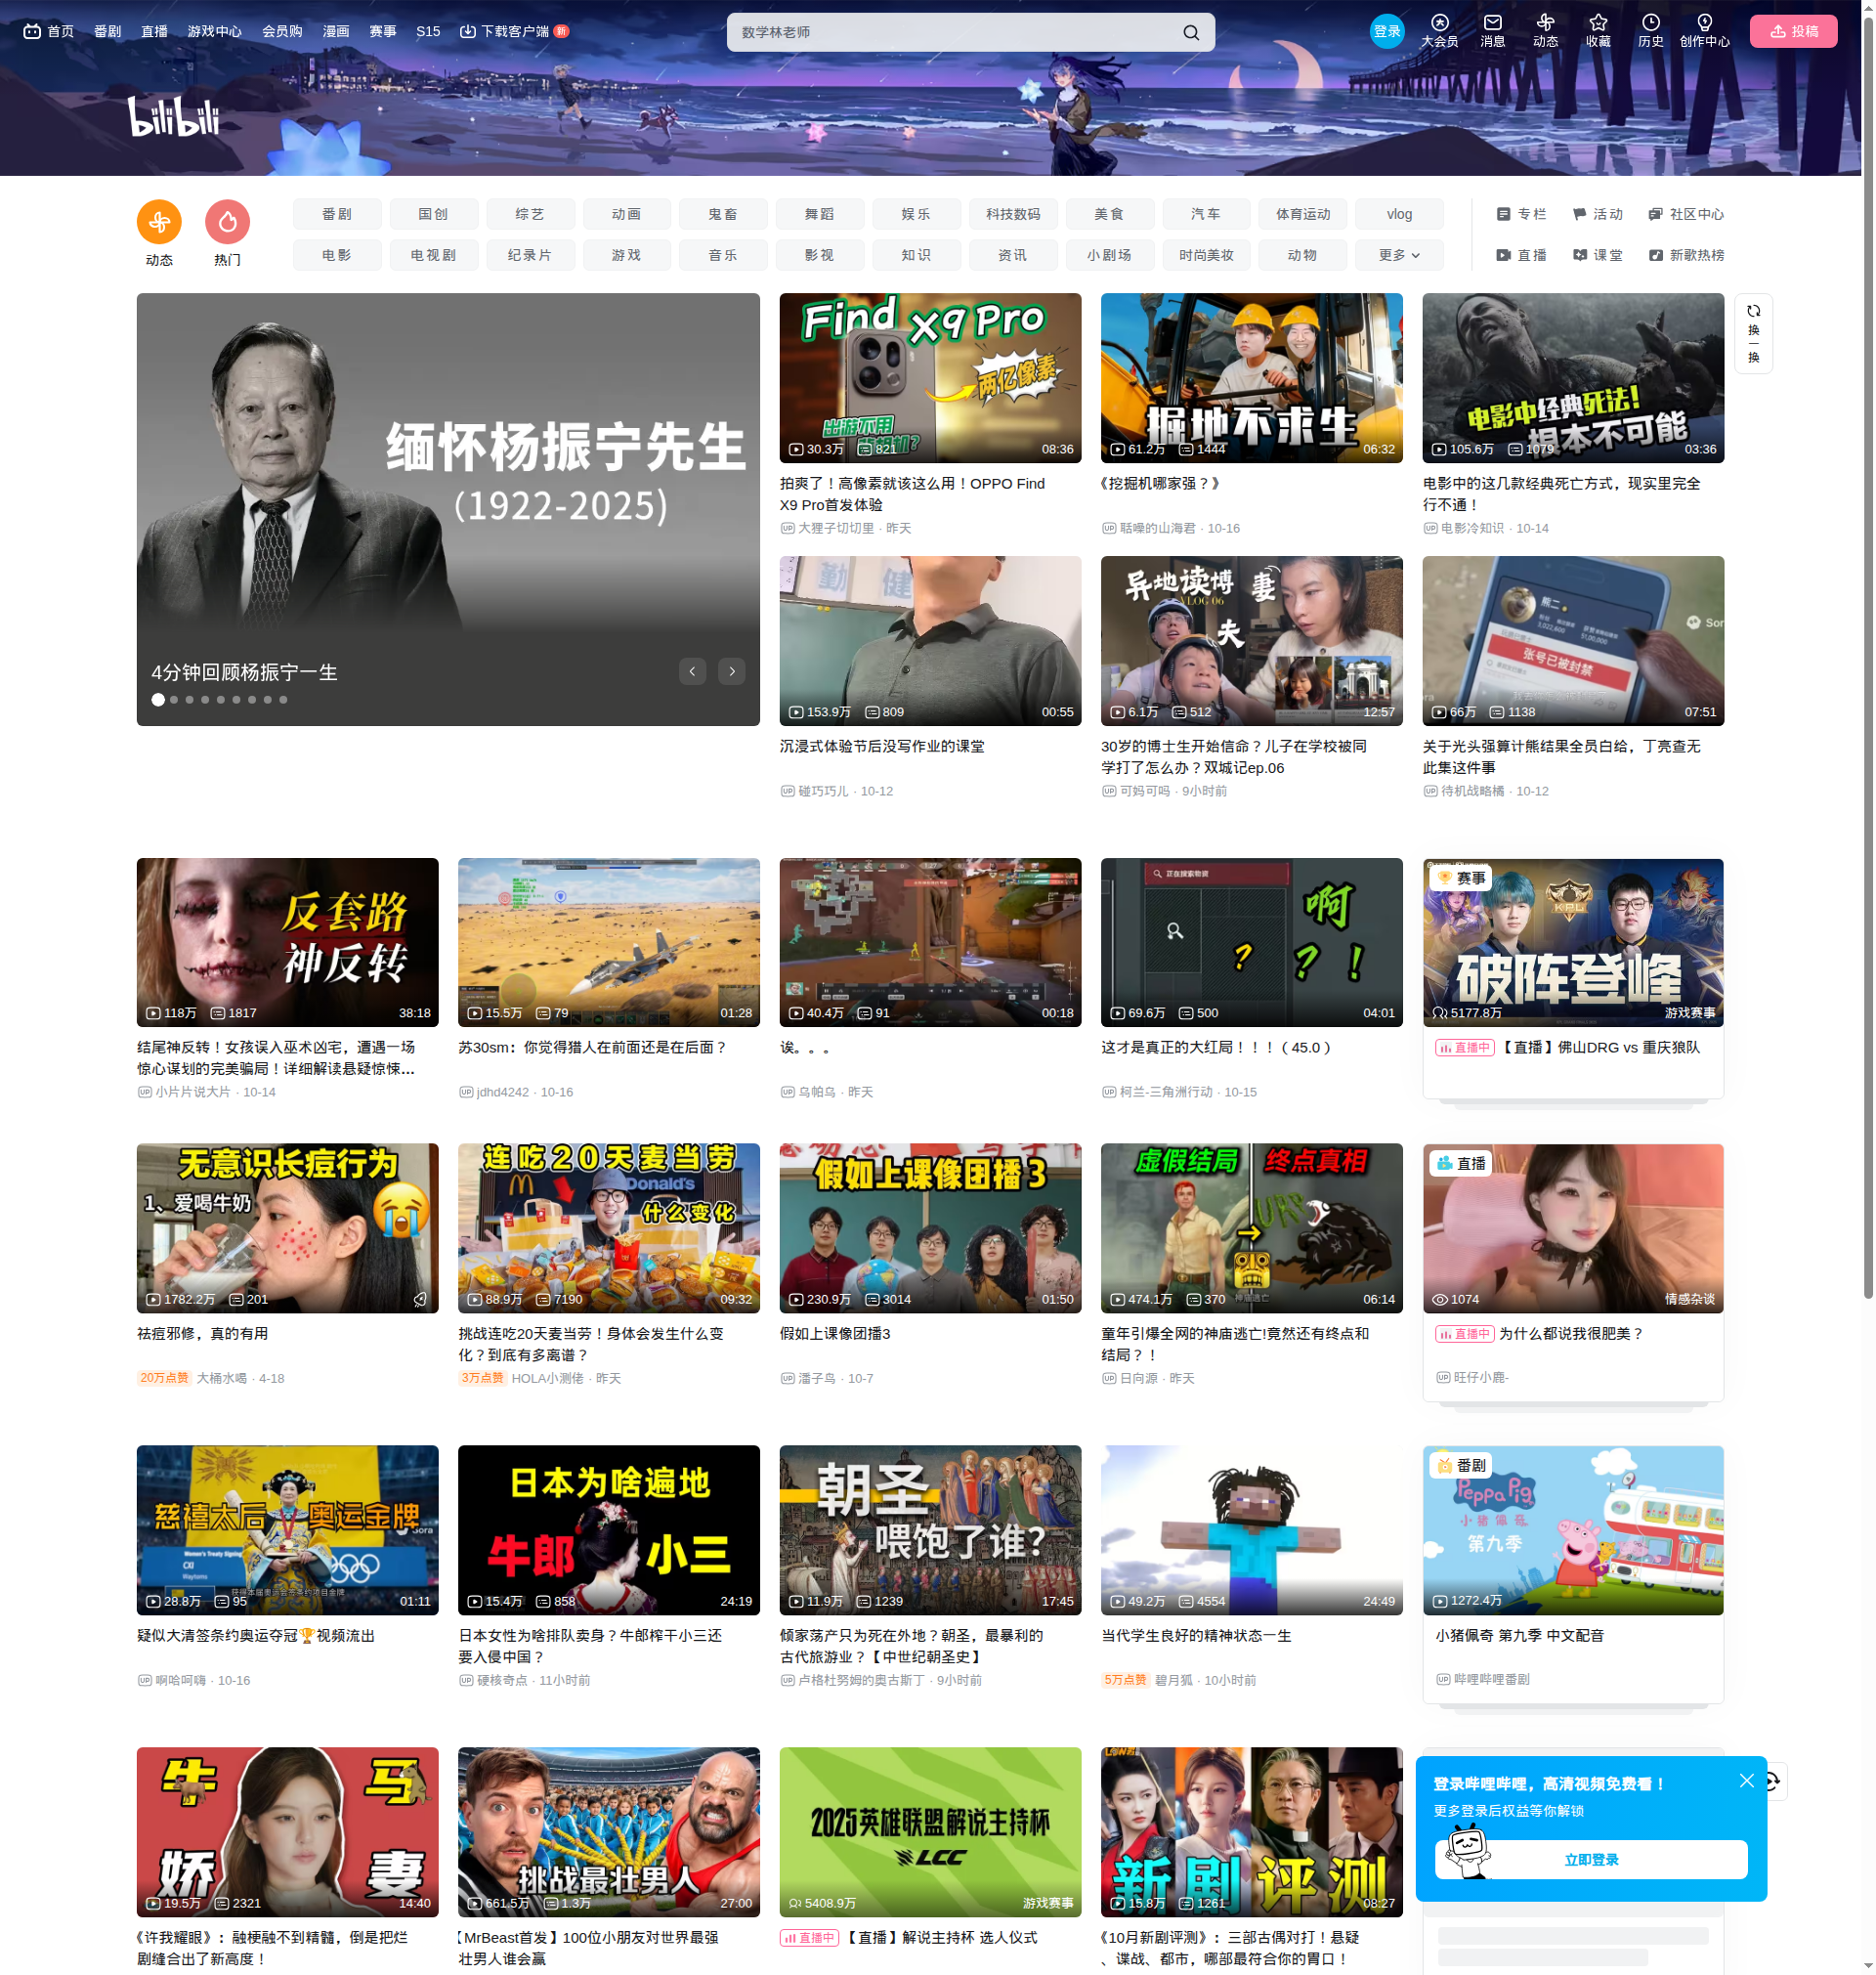 首页 番剧 直播 游戏中心 会员购 漫画 赛事 S15 下载客户端 新
数学林老师
登录 大会员 消息 动态 收藏 历史 创作中心 投稿
bilibili
动态 热门
番剧 国创 综艺 动画 鬼畜 舞蹈 娱乐 科技数码 美食 汽车 体育运动 vlog
电影 电视剧 纪录片 游戏 音乐 影视 知识 资讯 小剧场 时尚美妆 动物 更多
专栏 活动 社区中心
直播 课堂 新歌热榜
换一换
缅怀杨振宁先生
(1922-2025)
4分钟回顾杨振宁一生
Find X9 Pro
两亿像素
出游不用
30.3万 821 08:36
拍爽了！高像素就该这么用！OPPO Find
X9 Pro首发体验
大狸子切切里 · 昨天
掘地不求生
61.2万 1444 06:32
《挖掘机哪家强？》
聒噪的山海君 · 10-16
电影中经典死法!
根本不可能
105.6万 1079 03:36
电影中的这几款经典死亡方式，现实里完全
行不通！
电影冷知识 · 10-14
勤 健
153.9万 809 00:55
沉浸式体验节后没写作业的课堂
碰巧巧儿 · 10-12
异地读博 妻
VLOG 06
夫
6.1万 512 12:57
30岁的博士生开始信命？儿子在学校被同
学打了怎么办？双城记ep.06
可妈可吗 · 9小时前
熊二
张号已被封禁
66万 1138 07:51
关于光头强算计熊结果全员白给，丁亮查无
此集这件事
待机战略橘 · 10-12
反套路
神反转
118万 1817 38:18
结尾神反转！女孩误入巫术凶宅，遭遇一场
惊心谋划的完美骗局！详细解读悬疑惊悚...
小片片说大片 · 10-14
15.5万 79 01:28
苏30sm：你觉得猎人在前面还是在后面？
jdhd4242 · 10-16
40.4万 91 00:18
诶。。。
乌帕乌 · 昨天
正在搜索物资
啊
? ? !
69.6万 500 04:01
这才是真正的大红局！！！（45.0）
柯兰-三角洲行动 · 10-15
赛事
KPL
破阵登峰
5177.8万 游戏赛事
直播中 【直播】佛山DRG vs 重庆狼队
无意识长痘行为
1、爱喝牛奶
1782.2万 201
祛痘邪修，真的有用
20万点赞 大桶水喝 · 4-18
连吃20天麦当劳
Donald's
什么变化
88.9万 7190 09:32
挑战连吃20天麦当劳！身体会发生什么变
化？到底有多离谱？
3万点赞 HOLA小测佬 · 昨天
假如上课像团播3
230.9万 3014 01:50
假如上课像团播3
潘子鸟 · 10-7
虚假结局 终点真相
神庙逃亡
474.1万 370 06:14
童年引爆全网的神庙逃亡!竟然还有终点和
结局？！
日向源 · 昨天
直播
1074 情感杂谈
直播中 为什么都说我很肥美？
旺仔小鹿-
慈禧太后 奥运金牌
Sora
28.8万 95 01:11
疑似大清签条约奥运夺冠🏆视频流出
啊哈呵嗨 · 10-16
日本为啥遍地
牛郎 小三
15.4万 858 24:19
日本女性为啥排队卖身？牛郎榨干小三还
要入侵中国？
硬核奇点 · 11小时前
朝圣
喂饱了谁?
11.9万 1239 17:45
倾家荡产只为死在外地？朝圣，最暴利的
古代旅游业？【中世纪朝圣史】
卢格杜努姆的奥古斯丁 · 9小时前
49.2万 4554 24:49
当代学生良好的精神状态一生
5万点赞 碧月狐 · 10小时前
番剧
Peppa Pig
小猪佩奇
第九季
1272.4万
小猪佩奇 第九季 中文配音
哔哩哔哩番剧
牛 马
娇 妻
19.5万 2321 14:40
《许我耀眼》：融梗融不到精髓，倒是把烂
剧缝合出了新高度！
挑战最壮男人
661.5万 1.3万 27:00
【MrBeast首发】100位小朋友对世界最强
壮男人谁会赢
2025英雄联盟解说主持杯
LCC
5408.9万 游戏赛事
直播中 【直播】解说主持杯 选人仪式
新剧评测
15.8万 1261 08:27
《10月新剧评测》：三部古偶对打！悬疑
、谍战、都市，哪部最符合你的胃口！
登录哔哩哔哩，高清视频免费看！
更多登录后权益等你解锁
立即登录